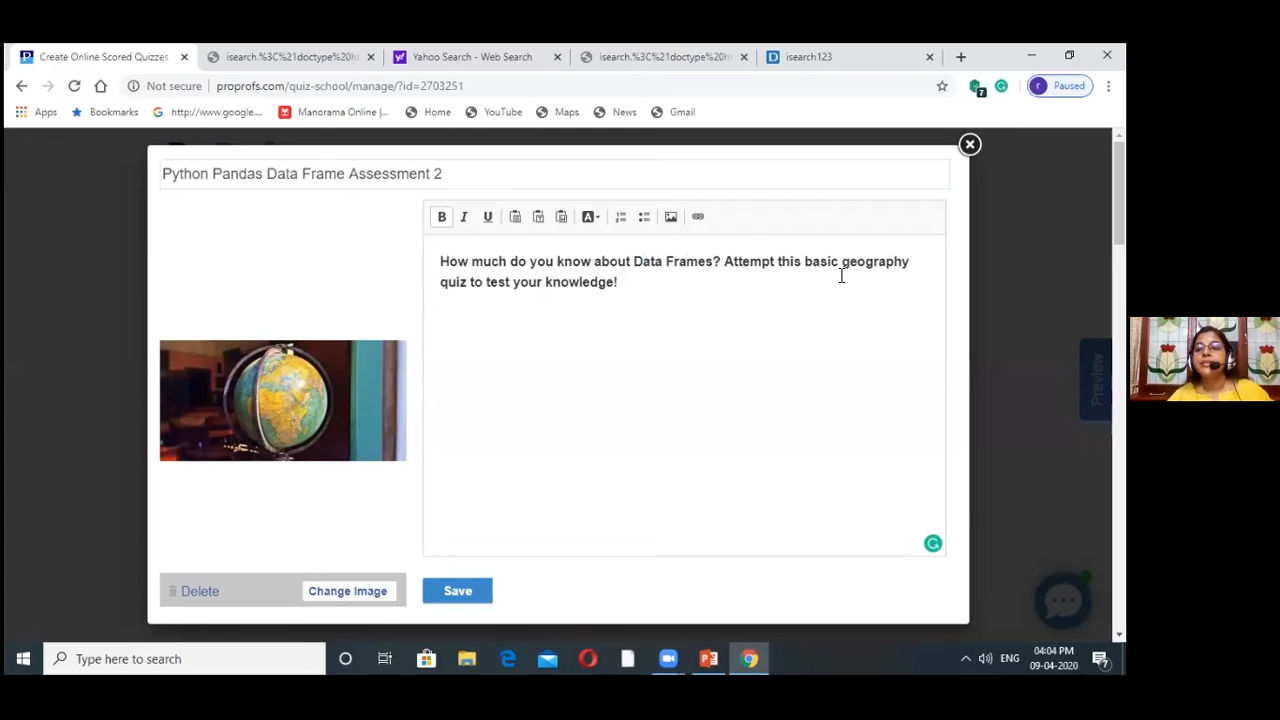 Create Online Scored Quizzes
isearch.%3C%21doctype%20h
Yahoo Search - Web Search
isearch.%3C%21doctype%20h
isearch123
Not secure proprofs.com/quiz-school/manage/?id=2703251
7
r Paused
Apps Bookmarks http://www.google.... Manorama Online |... Home YouTube Maps News Gmail
Python Pandas Data Frame Assessment 2
B I U A
How much do you know about Data Frames? Attempt this basic geography
quiz to test your knowledge!
Preview
Delete Change Image Save
Type here to search
ENG
04:04 PM
09-04-2020
7